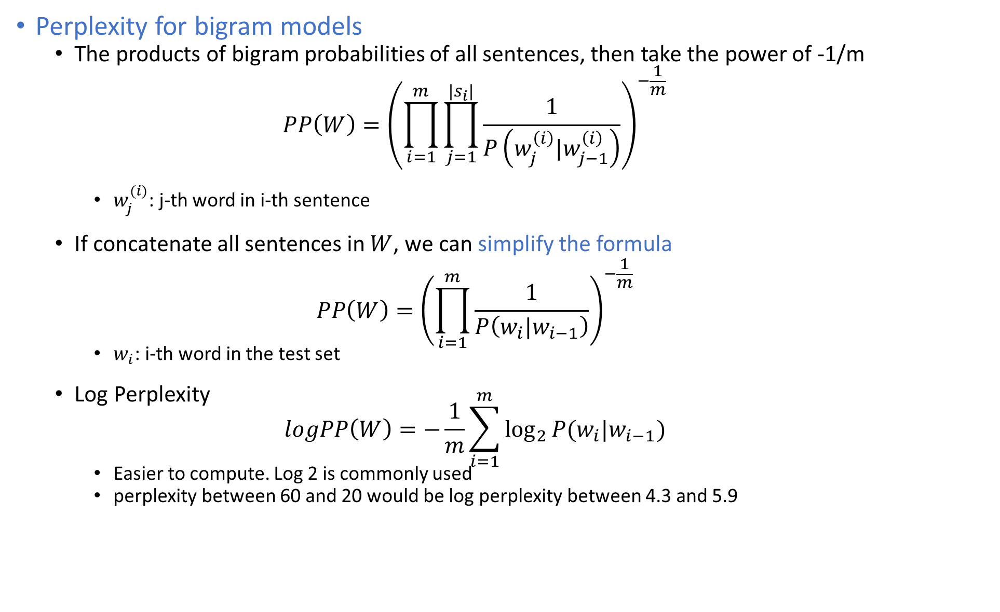 • Perplexity for bigram models
• The products of bigram probabilities of all sentences, then take the power of -1/m
$PP(W) = \left( \prod_{i=1}^{m} \prod_{j=1}^{|s_i|} \frac{1}{P\left(w_j^{(i)}|w_{j-1}^{(i)}\right)} \right)^{-\frac{1}{m}}$
• $w_j^{(i)}$: j-th word in i-th sentence
• If concatenate all sentences in $W$, we can simplify the formula
$PP(W) = \left( \prod_{i=1}^{m} \frac{1}{P(w_i|w_{i-1})} \right)^{-\frac{1}{m}}$
• $w_i$: i-th word in the test set
• Log Perplexity
$logPP(W) = -\frac{1}{m} \sum_{i=1}^{m} \log_2 P(w_i|w_{i-1})$
• Easier to compute. Log 2 is commonly used
• perplexity between 60 and 20 would be log perplexity between 4.3 and 5.9